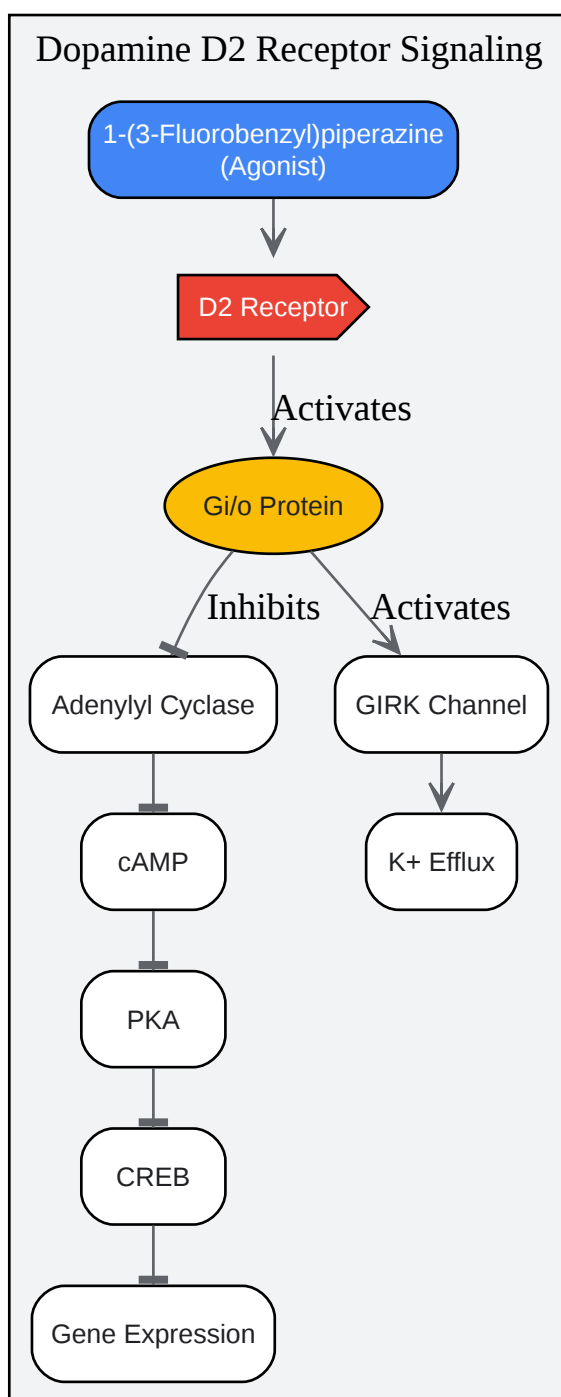 Dopamine D2 Receptor Signaling
1-(3-Fluorobenzyl)piperazine
(Agonist)
D2 Receptor
Activates
Gi/o Protein
Inhibits
Activates
Adenylyl Cyclase
GIRK Channel
cAMP
K+ Efflux
PKA
CREB
Gene Expression